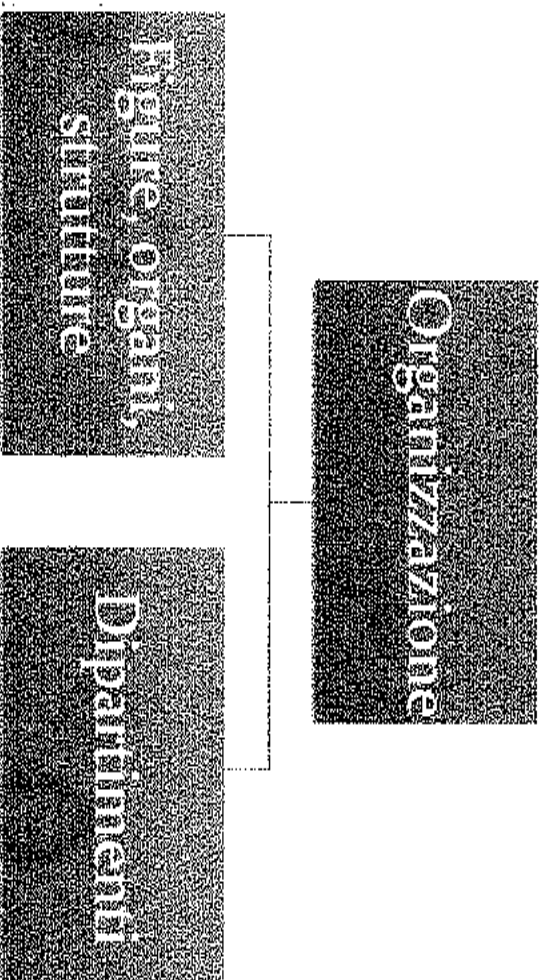 Organizzazione
Figure, organi,
strutture
Dipartimenti